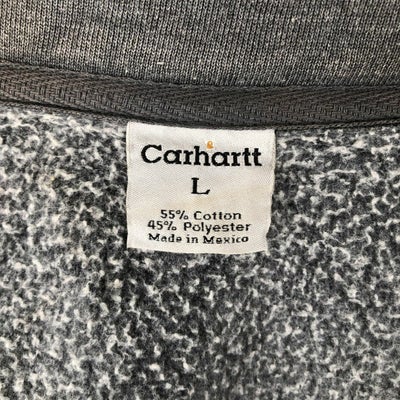 Carhartt
L
55% Cotton
45% Polyester
Made in Mexico